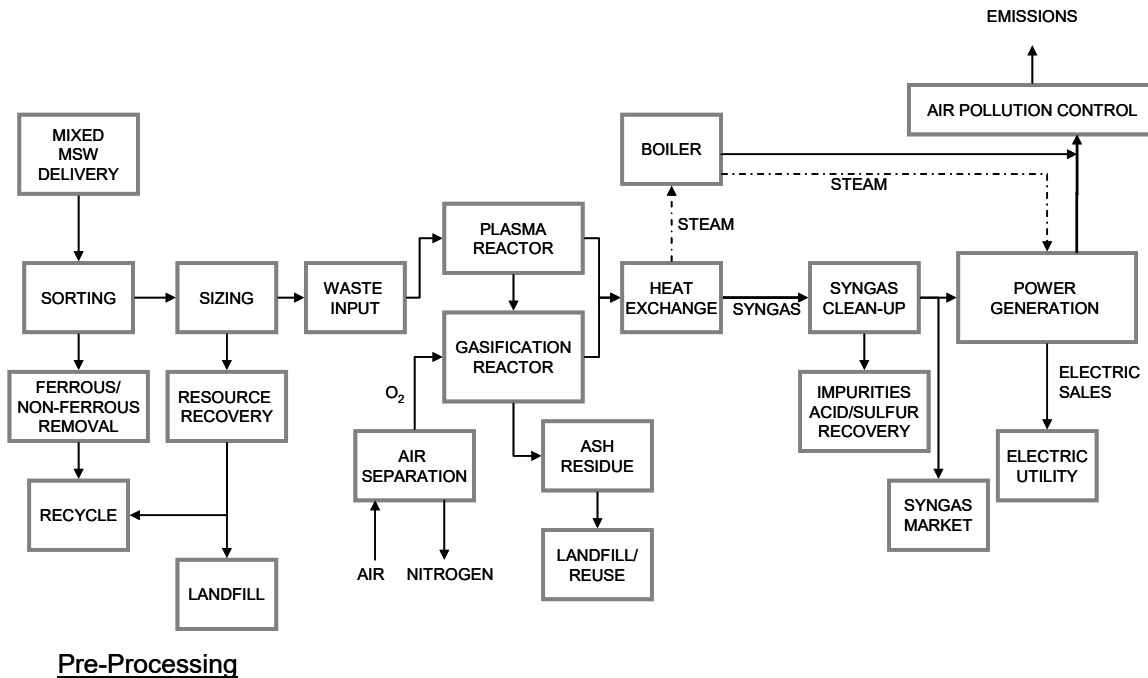 EMISSIONS
AIR POLLUTION CONTROL
MIXED
MSW
DELIVERY
BOILER
STEAM
STEAM
PLASMA
REACTOR
SORTING
SIZING
WASTE
INPUT
HEAT
EXCHANGE
SYNGAS
SYNGAS
CLEAN-UP
POWER
GENERATION
GASIFICATION
REACTOR
O2
FERROUS/
NON-FERROUS
REMOVAL
RESOURCE
RECOVERY
IMPURITIES
ACID/SULFUR
RECOVERY
ELECTRIC
SALES
AIR
SEPARATION
ASH
RESIDUE
ELECTRIC
UTILITY
RECYCLE
SYNGAS
MARKET
AIR
NITROGEN
LANDFILL/
REUSE
LANDFILL
Pre-Processing